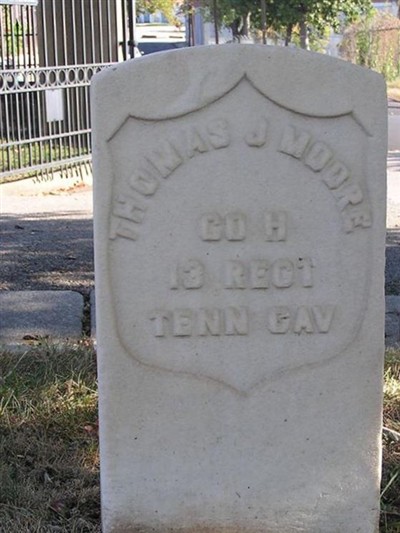 THOMAS J MOORE
CO H
13 REGT
TENN CAV